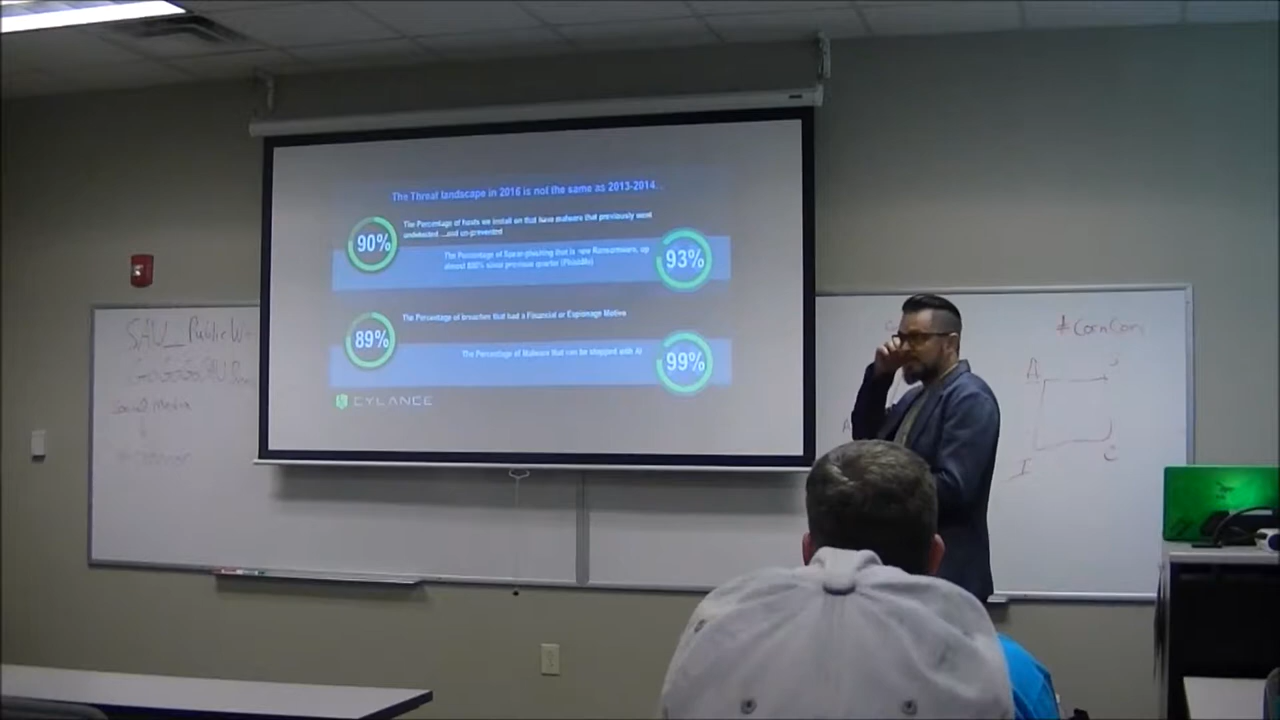 The Threat landscape in 2016 is not the same as 2013-2014...
90%
The Percentage of hosts we install on that have malware that previously went
undetected ...and un-prevented
The Percentage of Spear-phishing that is now Ransomware, up
almost 800% since previous quarter (PhishMe)
93%
89%
The Percentage of breaches that had a Financial or Espionage Motive
The Percentage of Malware that can be stopped with AI
99%
CYLANCE
SAU_Public
Social Media
#CornCon
A
I
C